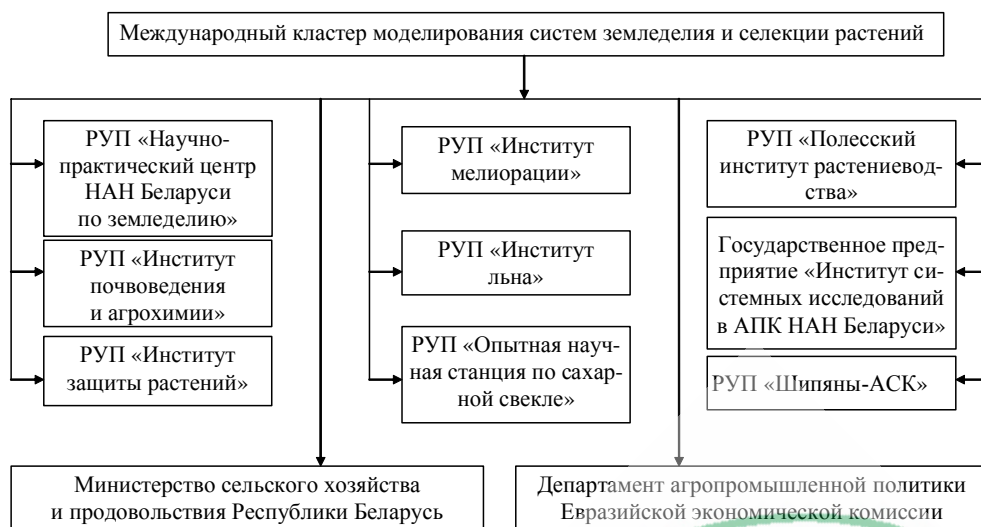 Международный кластер моделирования систем земледелия и селекции растений
РУП «Научно-
практический центр
НАН Беларуси
по земледелию»
РУП «Институт
почвоведения
и агрохимии»
РУП «Институт
защиты растений»
РУП «Институт
мелиорации»
РУП «Институт
льна»
РУП «Опытная науч-
ная станция по сахар-
ной свекле»
РУП «Полесский
институт растениевод-
ства»
Государственное пред-
приятие «Институт си-
стемных исследований
в АПК НАН Беларуси»
РУП «Шипяны-АСК»
Министерство сельского хозяйства
и продовольствия Республики Беларусь
Департамент агропромышленной политики
Евразийской экономической комиссии